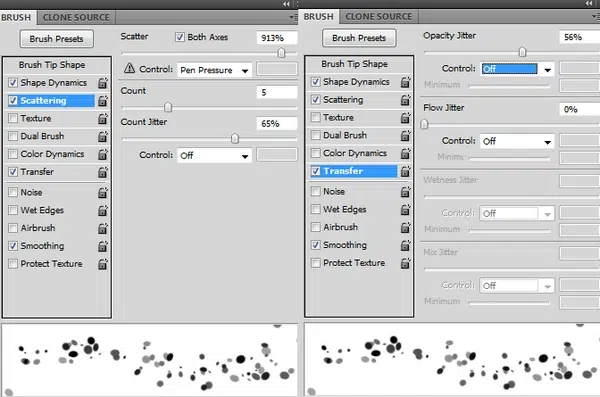 BRUSH CLONE SOURCE
Brush Presets
Scatter Both Axes 913%
Brush Tip Shape
Control: Pen Pressure
Shape Dynamics
Scattering
Count 5
Texture
Dual Brush
Count Jitter 65%
Color Dynamics
Control: Off
Transfer
Noise
Wet Edges
Airbrush
Smoothing
Protect Texture
BRUSH CLONE SOURCE
Brush Presets
Opacity Jitter 56%
Brush Tip Shape
Control: Off
Shape Dynamics
Minimum
Scattering
Flow Jitter 0%
Texture
Dual Brush
Control: Off
Color Dynamics
Minimu
Transfer
Wetness Jitter
Noise
Wet Edges
Control: Off
Airbrush
Minimum
Smoothing
Mix Jitter
Protect Texture
Control: Off
Minimum